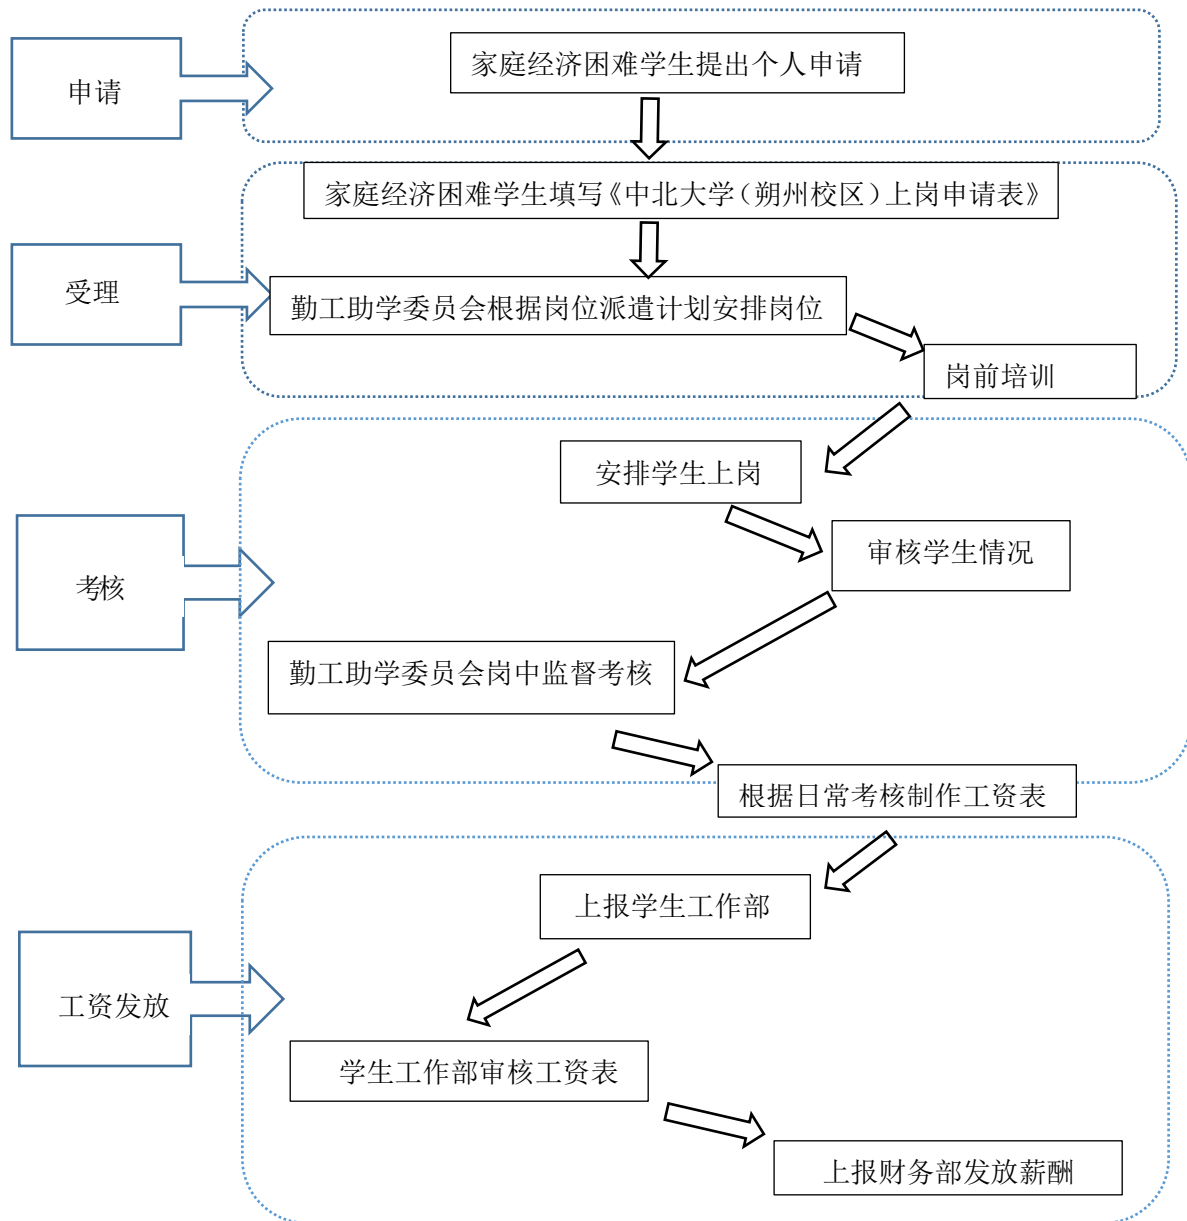 申请
家庭经济困难学生提出个人申请
家庭经济困难学生填写《中北大学（朔州校区）上岗申请表》
受理
勤工助学委员会根据岗位派遣计划安排岗位
岗前培训
安排学生上岗
审核学生情况
考核
勤工助学委员会岗中监督考核
根据日常考核制作工资表
上报学生工作部
工资发放
学生工作部审核工资表
上报财务部发放薪酬